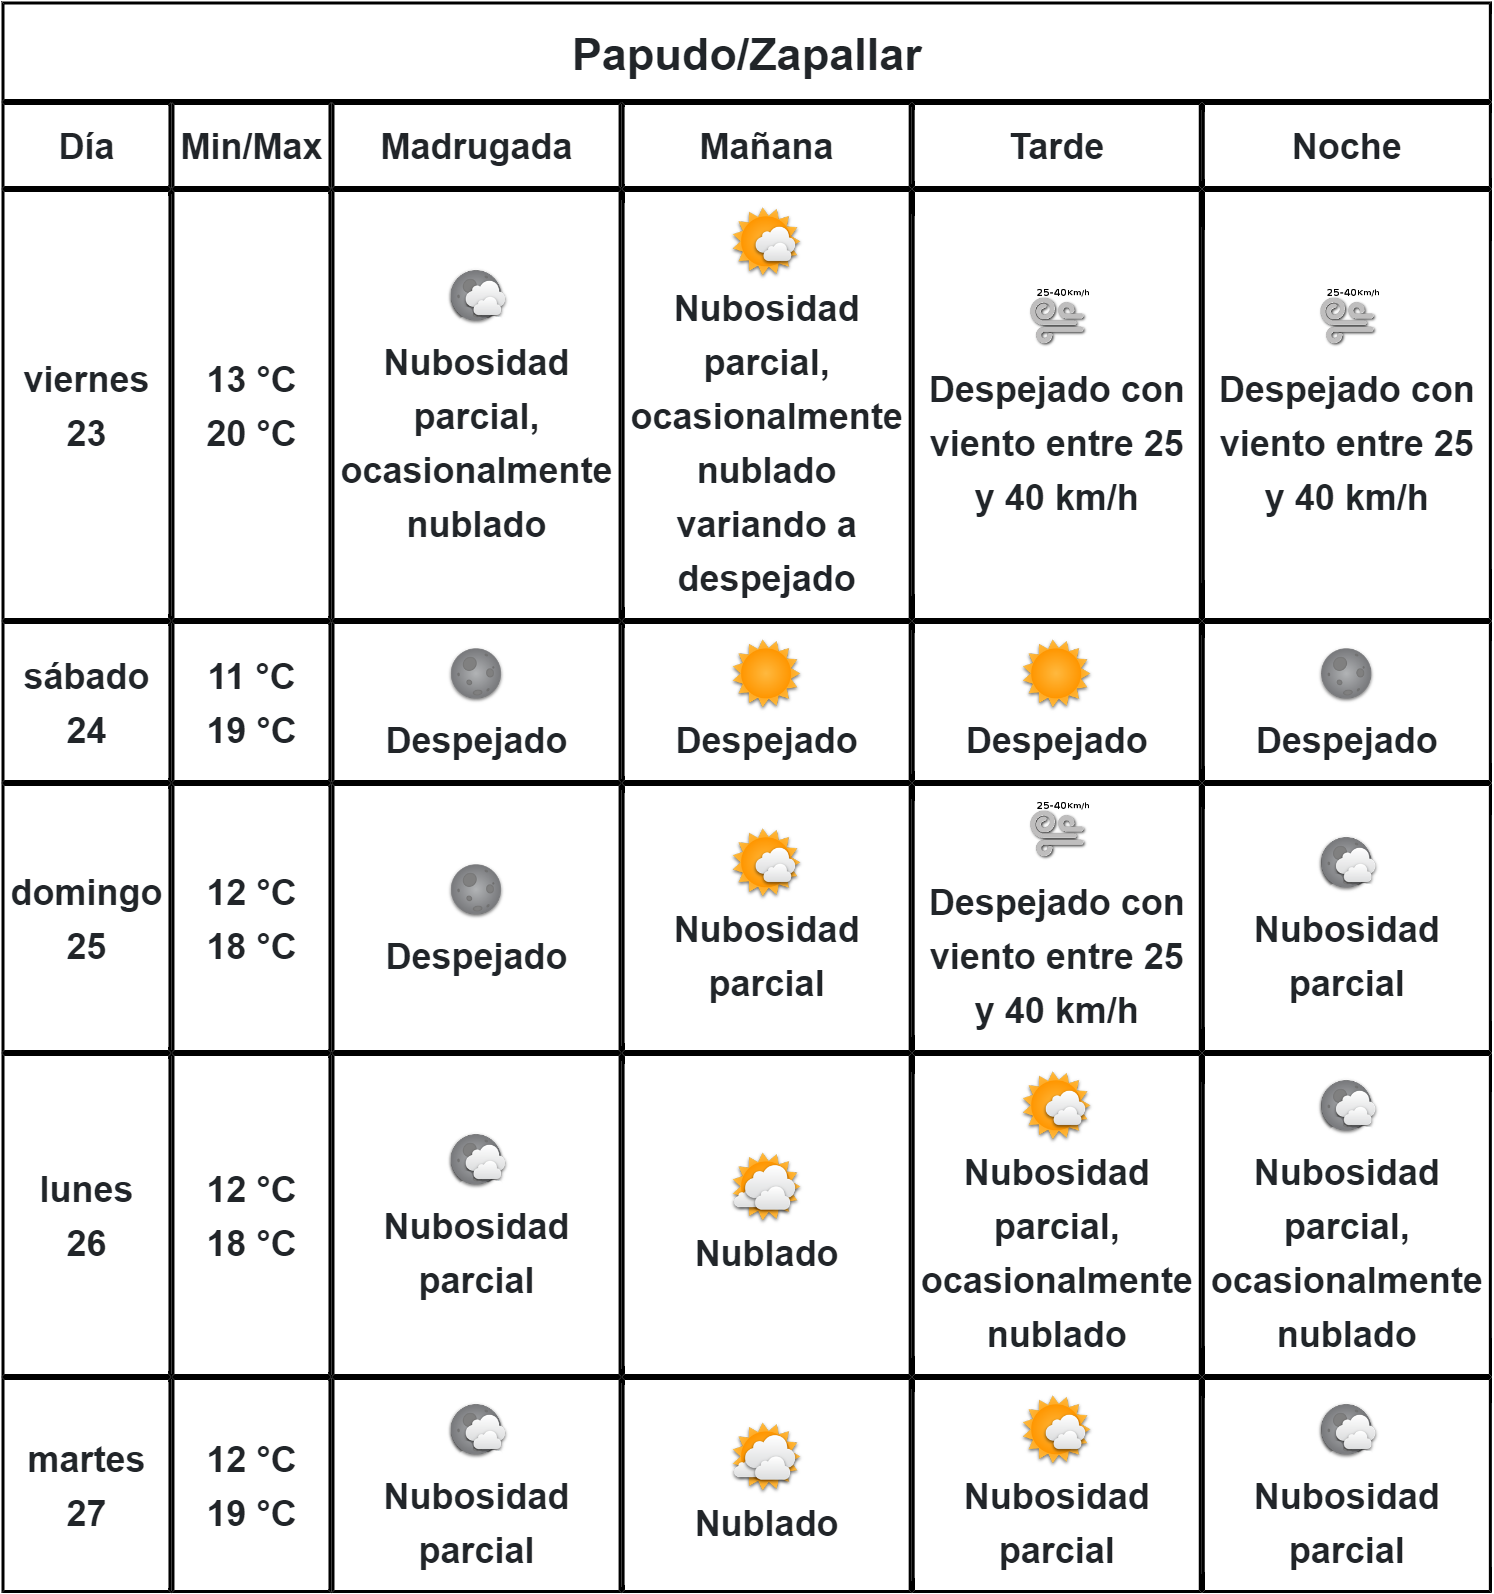 Papudo/Zapallar
Día
Min/Max
Madrugada
Mañana
Tarde
Noche
viernes
23
13 °C
20 °C
Nubosidad
parcial,
ocasionalmente
nublado
Nubosidad
parcial,
ocasionalmente
nublado
variando a
despejado
25-40Km/h
Despejado con
viento entre 25
y 40 km/h
25-40Km/h
Despejado con
viento entre 25
y 40 km/h
sábado
24
11 °C
19 °C
Despejado
Despejado
Despejado
Despejado
domingo
25
12 °C
18 °C
Despejado
Nubosidad
parcial
25-40Km/h
Despejado con
viento entre 25
y 40 km/h
Nubosidad
parcial
lunes
26
12 °C
18 °C
Nubosidad
parcial
Nublado
Nubosidad
parcial,
ocasionalmente
nublado
Nubosidad
parcial,
ocasionalmente
nublado
martes
27
12 °C
19 °C
Nubosidad
parcial
Nublado
Nubosidad
parcial
Nubosidad
parcial